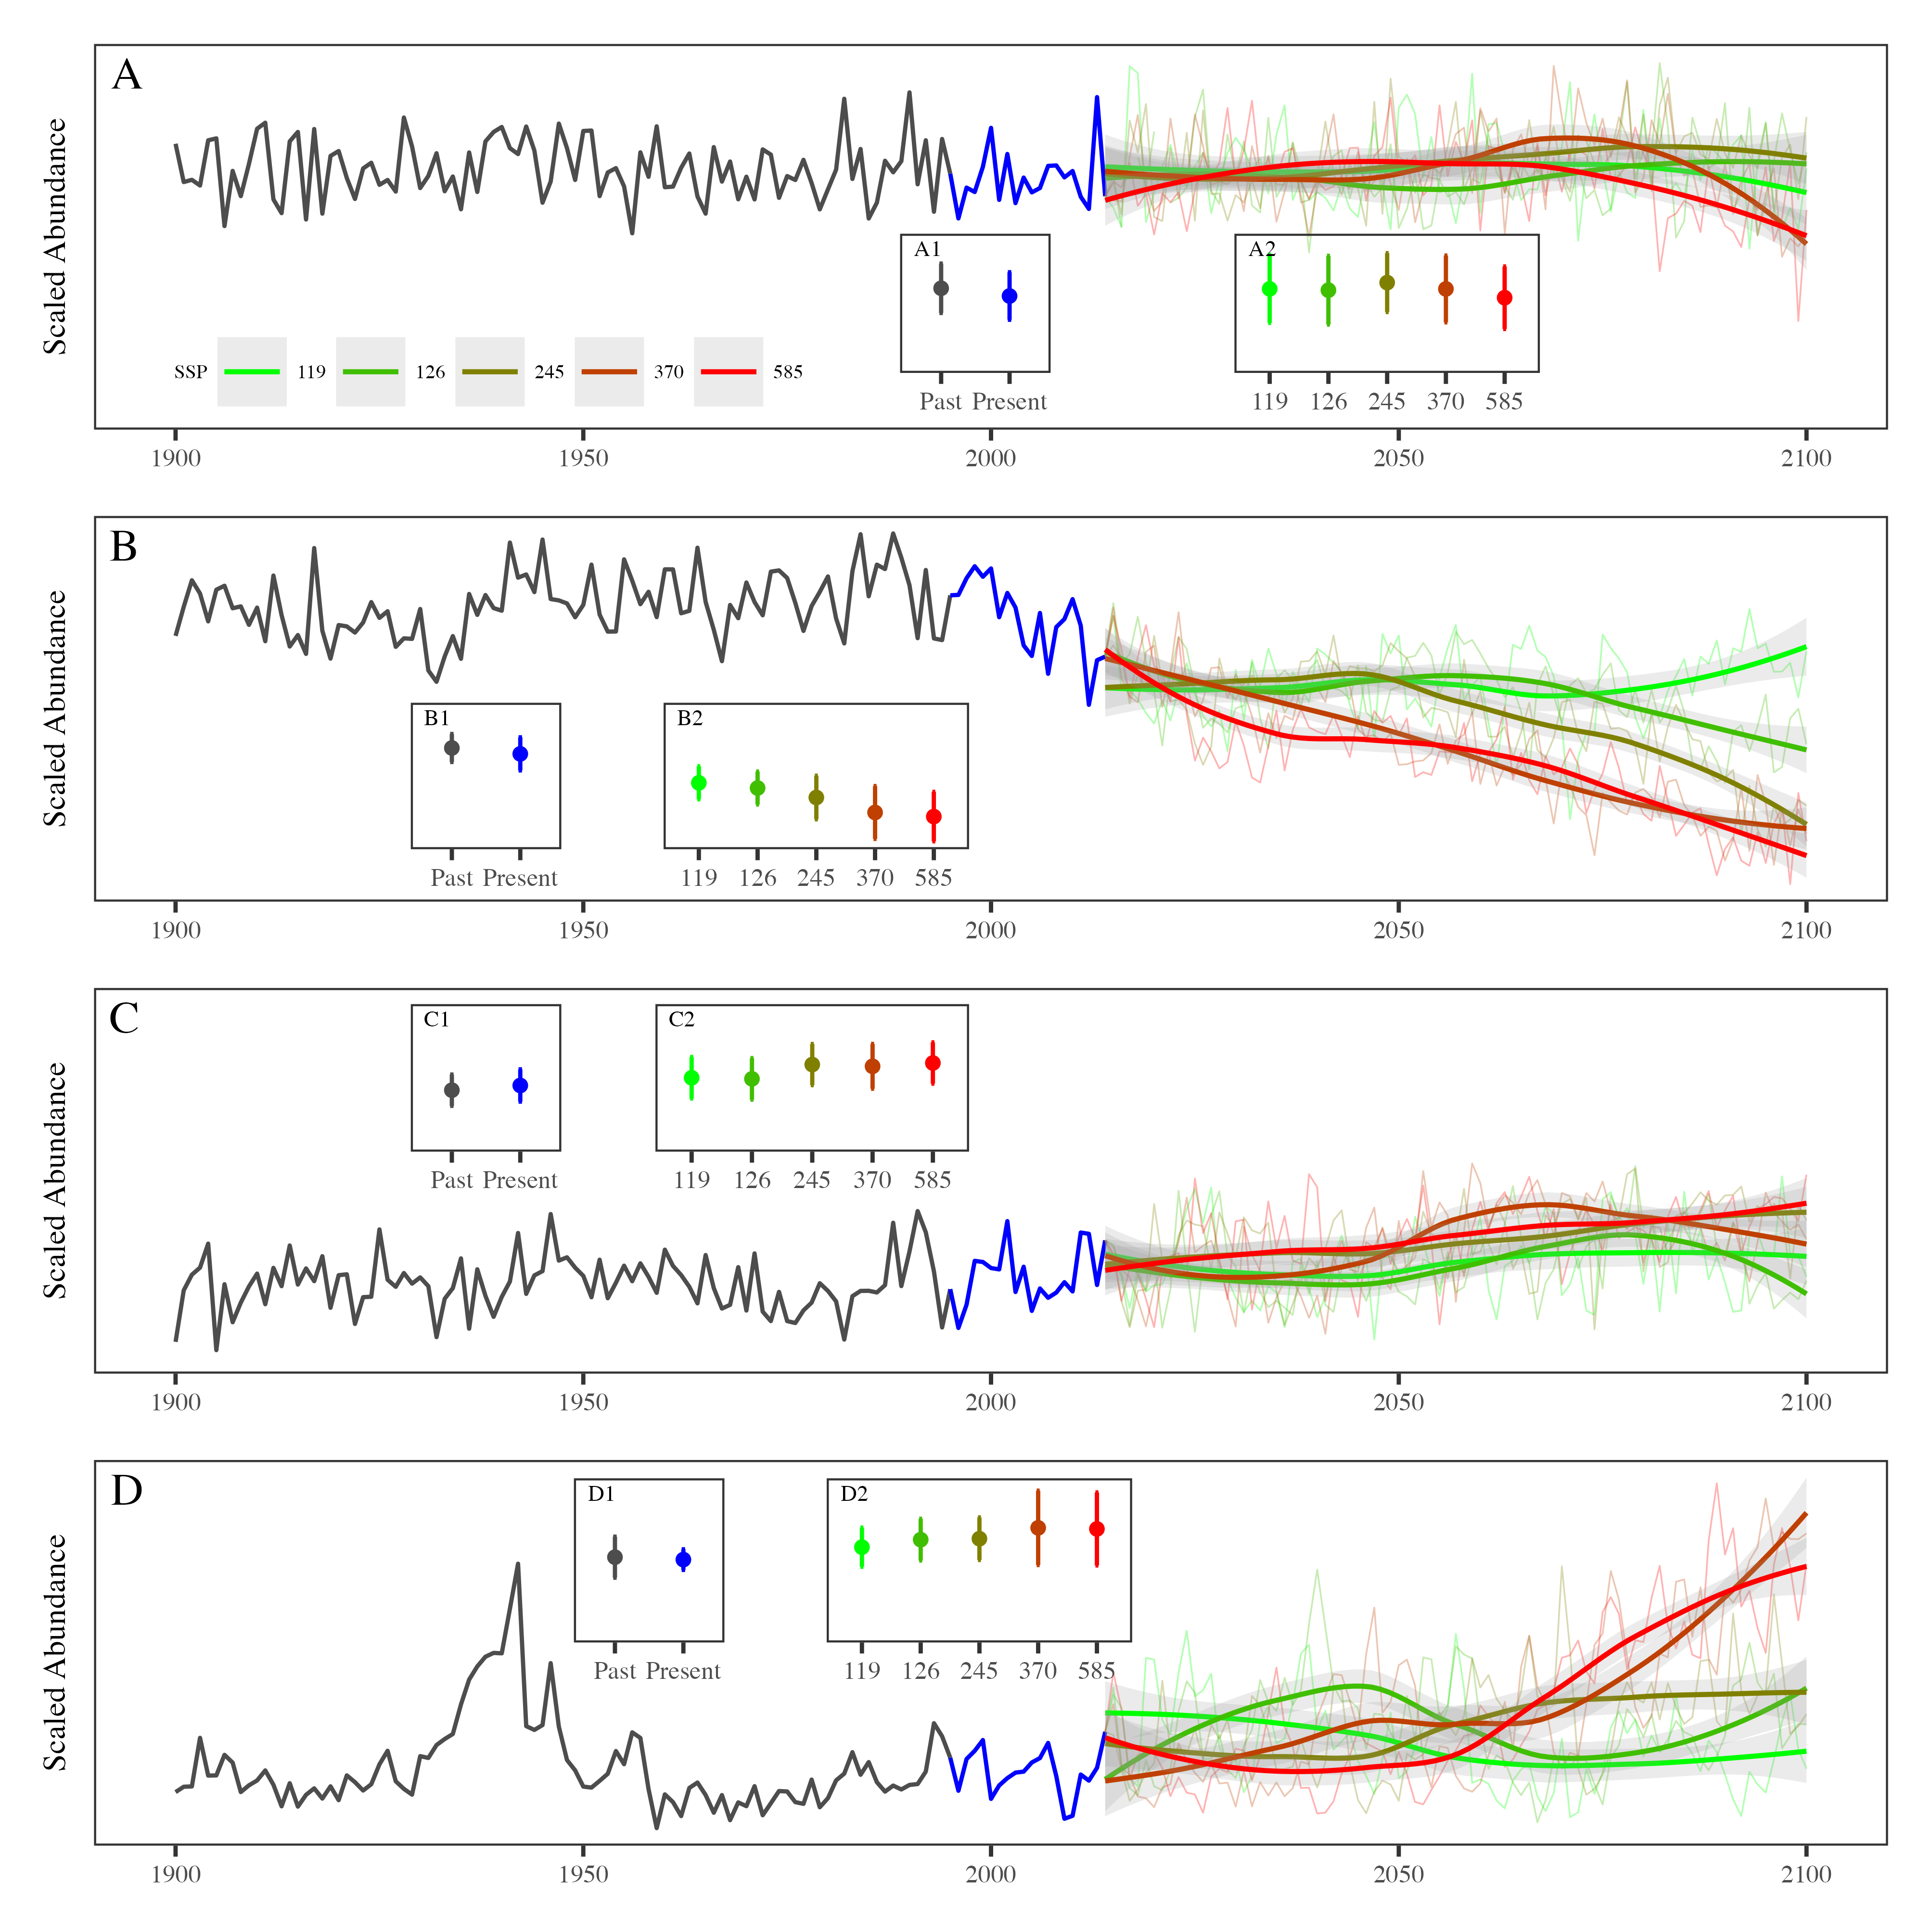 A
Scaled Abundance
A1
A2
SSP 119 126 245 370 585
Past Present
119 126 245 370 585
1900 1950 2000 2050 2100
B
Scaled Abundance
B1
B2
Past Present
119 126 245 370 585
1900 1950 2000 2050 2100
C
Scaled Abundance
C1
C2
Past Present
119 126 245 370 585
1900 1950 2000 2050 2100
D
Scaled Abundance
D1
D2
Past Present
119 126 245 370 585
1900 1950 2000 2050 2100